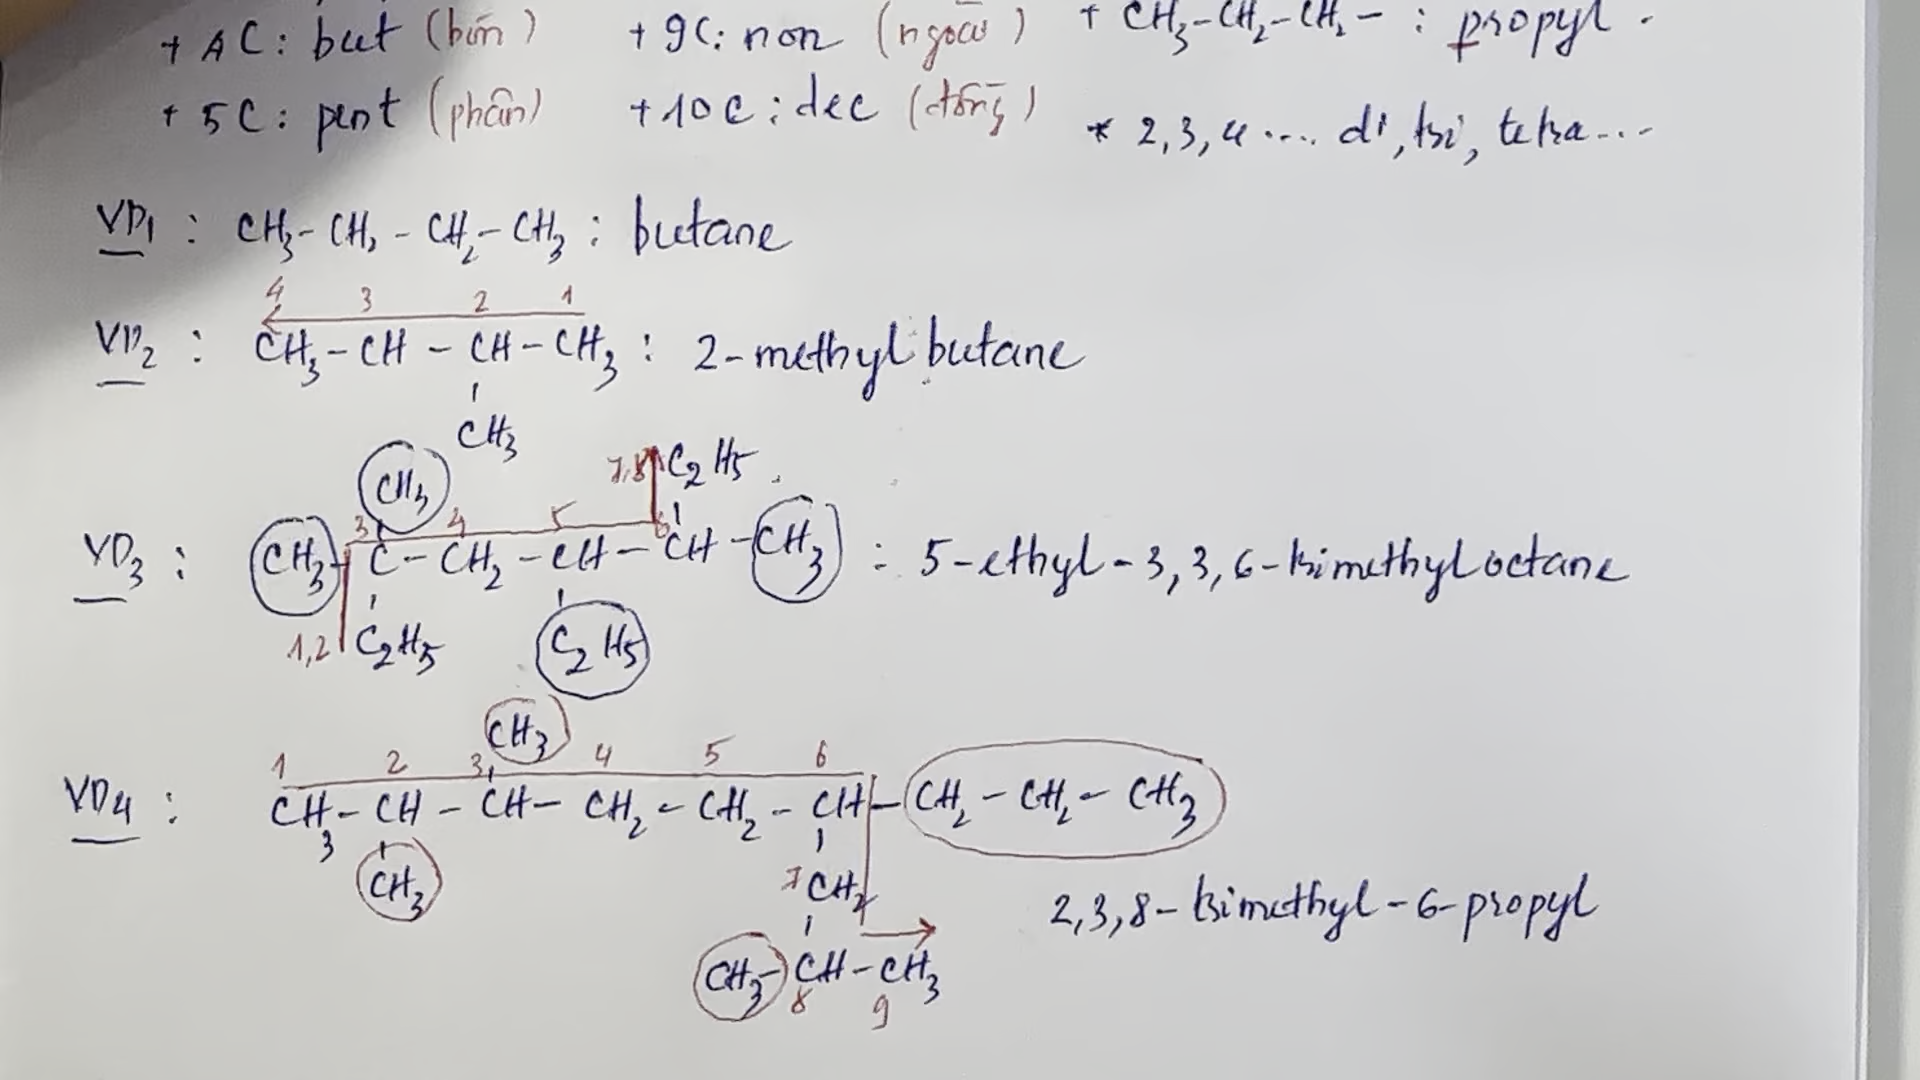 + 4C: but (bún) +9C: non (ngoài) + CH3-CH2-CH2- : propyl.
+ 5C: pent (phân) +10C: dec (đồng) * 2,3,4.... di, tri, tetra...
VD1 : CH3- CH2 - CH2- CH3 : butane
4 3 2 1
VD2 : CH3- CH - CH-CH3 : 2-methyl butane
CH3
CH3 7,8 C2H5
3 4 5 6
VD3 : CH3 - C - CH2 - CH - CH - CH3 : 5-ethyl-3,3,6-trimethyl octane
1,2 C2H5 C2H5
CH3
1 2 3 4 5 6
VD4 : CH3- CH - CH- CH2 - CH2 - CH - CH2 - CH2 - CH3
CH3 7 CH2
2,3,8-trimethyl-6-propyl
CH3- CH-CH3
8 9